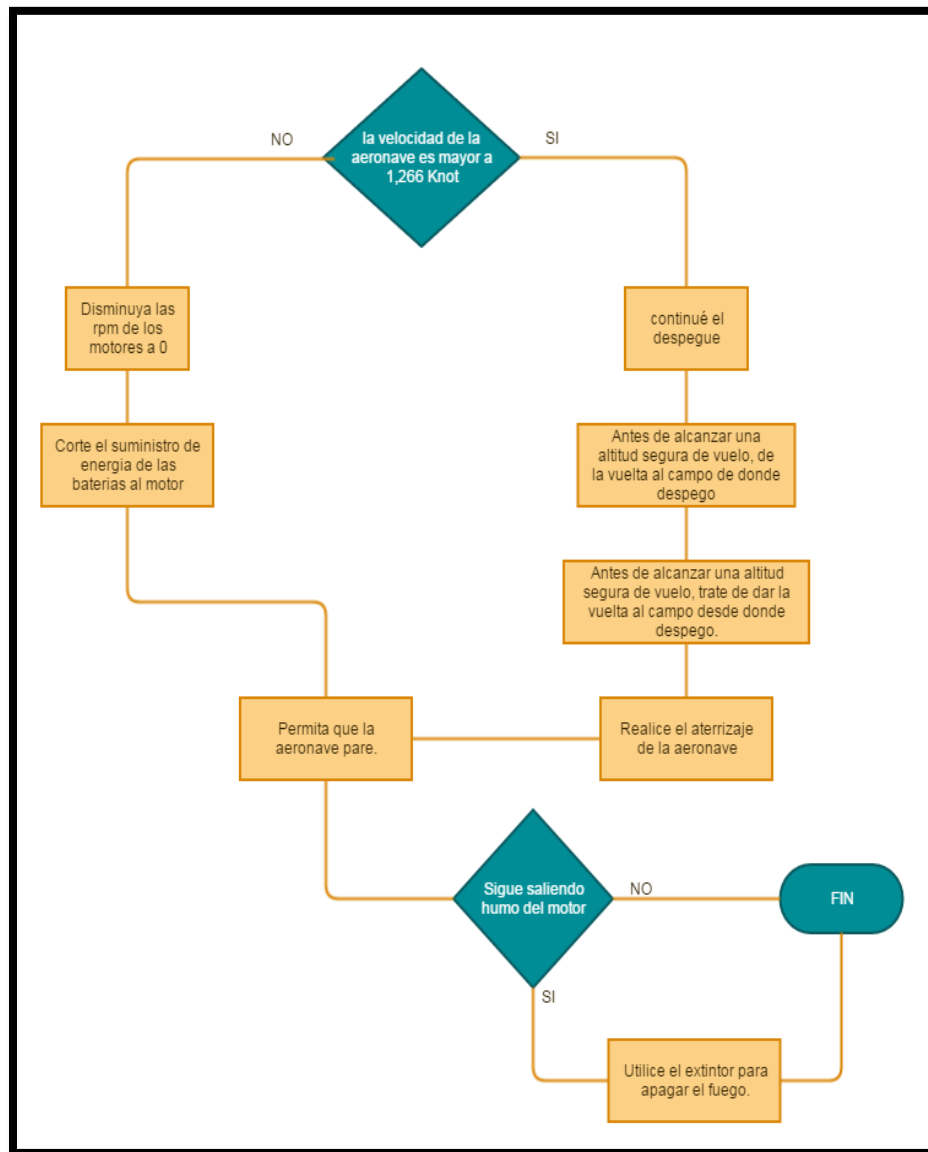 la velocidad de la
aeronave es mayor a
1,266 Knot
NO
SI
Disminuya las
rpm de los
motores a 0
continué el
despegue
Corte el suministro de
energia de las
baterias al motor
Antes de alcanzar una
altitud segura de vuelo, de
la vuelta al campo de donde
despego
Antes de alcanzar una altitud
segura de vuelo, trate de dar la
vuelta al campo desde donde
despego.
Permita que la
aeronave pare.
Realice el aterrizaje
de la aeronave
Sigue saliendo
humo del motor
NO
FIN
SI
Utilice el extintor para
apagar el fuego.